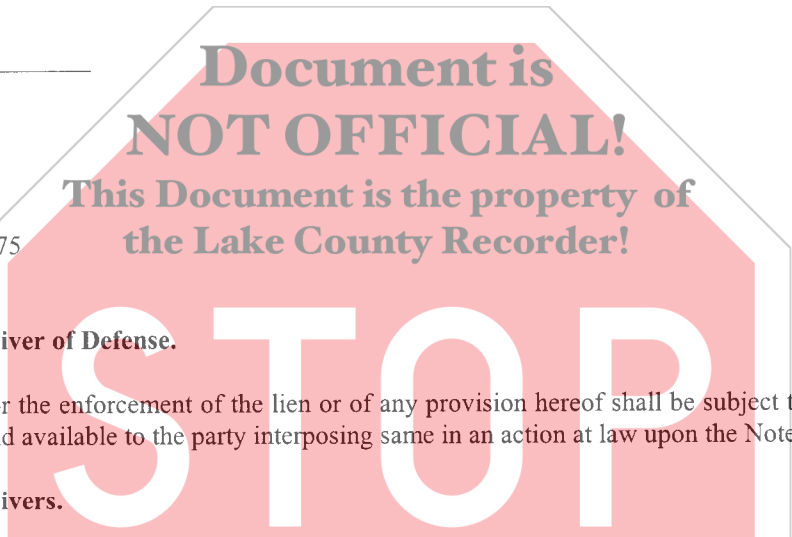 Document is
NOT OFFICIAL!
This Document is the property of
the Lake County Recorder!
75
STOP
iver of Defense.
r the enforcement of the lien or of any provision hereof shall be subject t
d available to the party interposing same in an action at law upon the Note
ivers.